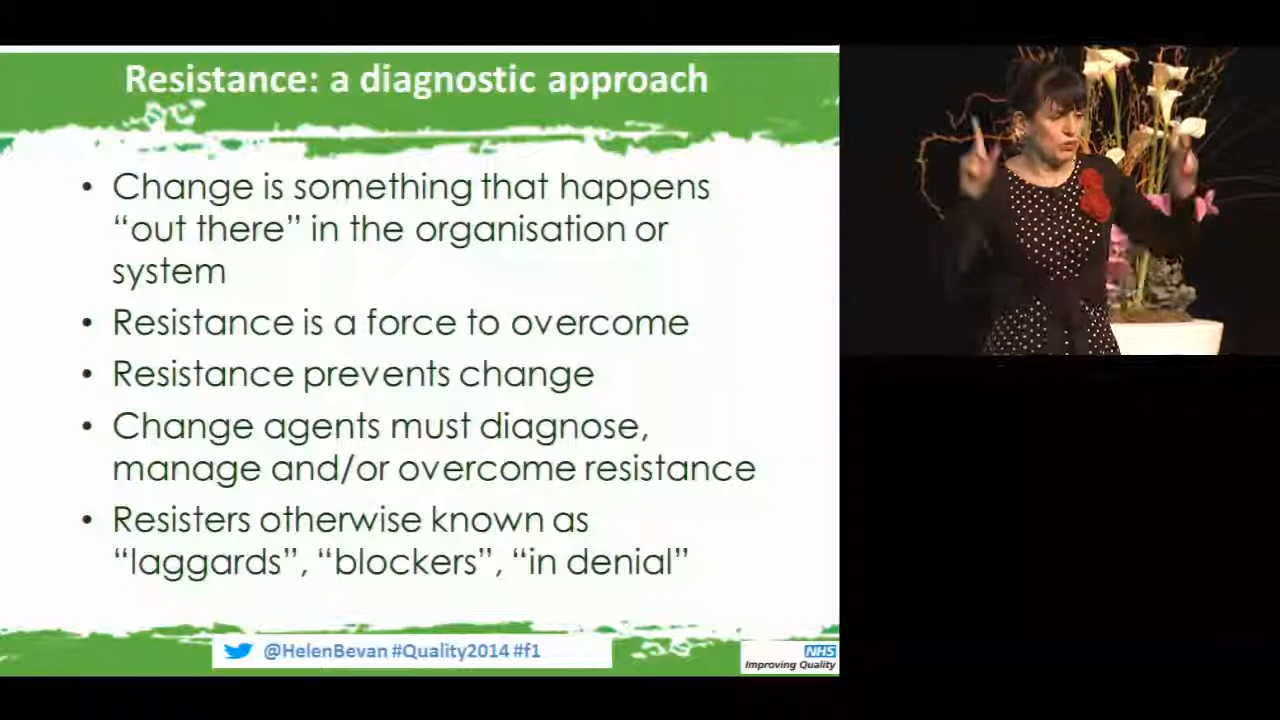 Resistance: a diagnostic approach
• Change is something that happens
“out there” in the organisation or
system
• Resistance is a force to overcome
• Resistance prevents change
• Change agents must diagnose,
manage and/or overcome resistance
• Resisters otherwise known as
“laggards”, “blockers”, “in denial”
@HelenBevan #Quality2014 #f1
NHS
Improving Quality